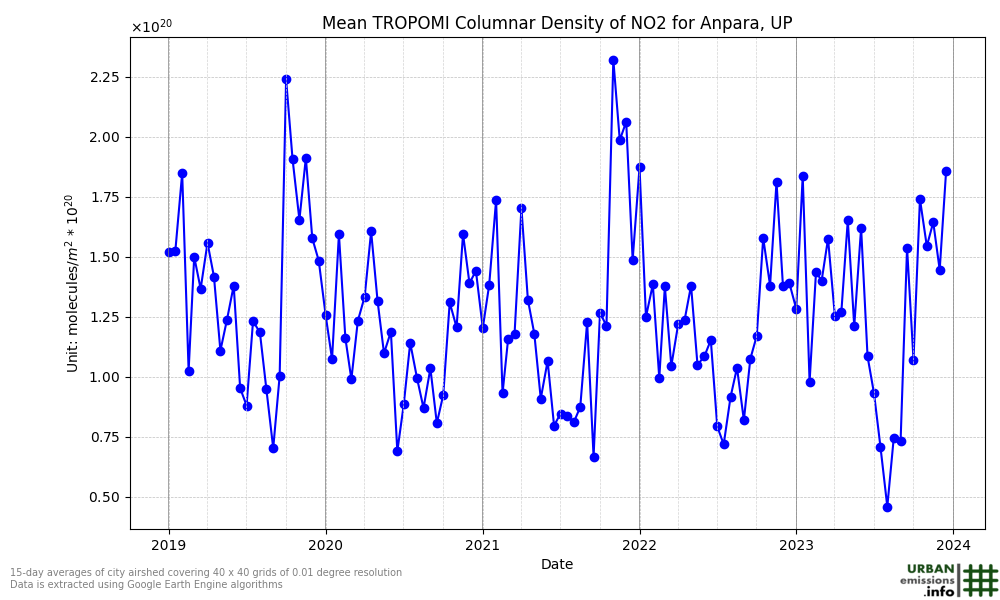 Mean TROPOMI Columnar Density of NO2 for Anpara, UP
×10²⁰
2.25
2.00
1.75
1.50
1.25
1.00
0.75
0.50
Unit: molecules/m² * 10²⁰
2019 2020 2021 2022 2023 2024
Date
15-day averages of city airshed covering 40 x 40 grids of 0.01 degree resolution
Data is extracted using Google Earth Engine algorithms
URBAN
emissions
.info